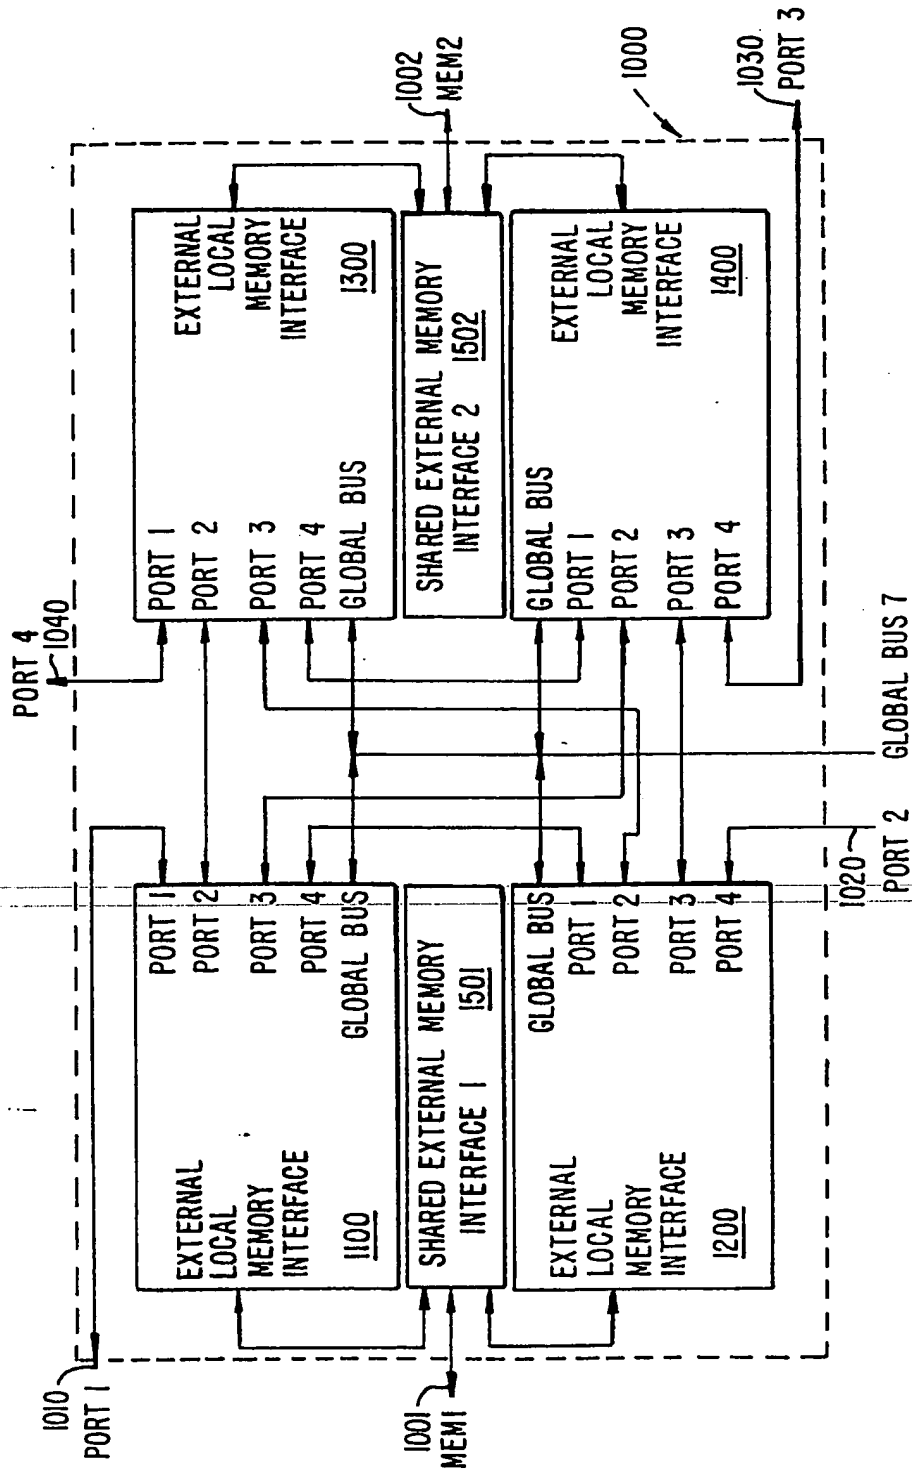 1010
PORT 1
1001
MEM1
EXTERNAL
LOCAL
MEMORY
INTERFACE
1100
PORT 1
PORT 2
PORT 3
PORT 4
GLOBAL BUS
SHARED EXTERNAL MEMORY
INTERFACE 1
1501
EXTERNAL
LOCAL
MEMORY
INTERFACE
1200
GLOBAL BUS
PORT 1
PORT 2
PORT 3
PORT 4
1020
PORT 2
GLOBAL BUS 7
PORT 4
1040
PORT 1
PORT 2
PORT 3
PORT 4
GLOBAL BUS
EXTERNAL
LOCAL
MEMORY
INTERFACE
1300
SHARED EXTERNAL MEMORY
INTERFACE 2
1502
GLOBAL BUS
PORT 1
PORT 2
PORT 3
PORT 4
EXTERNAL
LOCAL
MEMORY
INTERFACE
1400
1002
MEM2
1000
1030
PORT 3